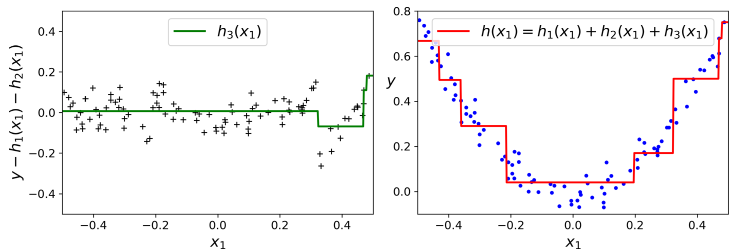 h₃(x₁)
y − h₁(x₁) − h₂(x₁)
0.4
0.2
0.0
−0.2
−0.4
−0.4 −0.2 0.0 0.2 0.4
x₁
h(x₁) = h₁(x₁) + h₂(x₁) + h₃(x₁)
y
0.8
0.6
0.4
0.2
0.0
−0.4 −0.2 0.0 0.2 0.4
x₁